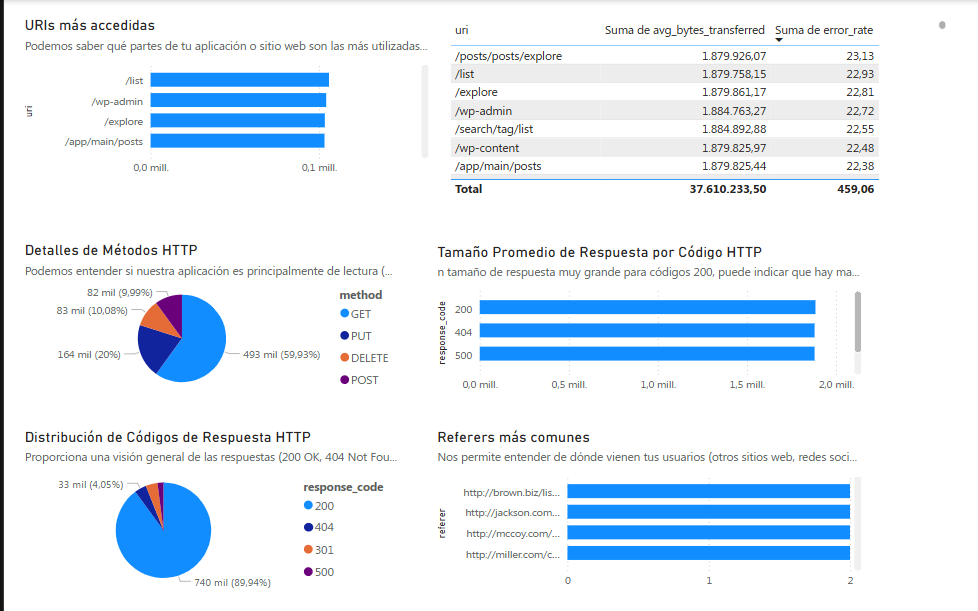 URIs más accedidas
Podemos saber qué partes de tu aplicación o sitio web son las más utilizadas...
uri
/list
/wp-admin
/explore
/app/main/posts
0,0 mill.
0,1 mill.
uri Suma de avg_bytes_transferred Suma de error_rate
/posts/posts/explore 1.879.926,07 23,13
/list 1.879.758,15 22,93
/explore 1.879.861,17 22,81
/wp-admin 1.884.763,27 22,72
/search/tag/list 1.884.892,88 22,55
/wp-content 1.879.825,97 22,48
/app/main/posts 1.879.825,44 22,38
Total 37.610.233,50 459,06
Detalles de Métodos HTTP
Podemos entender si nuestra aplicación es principalmente de lectura (...
82 mil (9,99%)
83 mil (10,08%)
164 mil (20%)
493 mil (59,93%)
method
GET
PUT
DELETE
POST
Tamaño Promedio de Respuesta por Código HTTP
n tamaño de respuesta muy grande para códigos 200, puede indicar que hay ma...
response_code
200
404
500
0,0 mill.
0,5 mill.
1,0 mill.
1,5 mill.
2,0 mill.
Distribución de Códigos de Respuesta HTTP
Proporciona una visión general de las respuestas (200 OK, 404 Not Fou...
33 mil (4,05%)
740 mil (89,94%)
response_code
200
404
301
500
Referers más comunes
Nos permite entender de dónde vienen tus usuarios (otros sitios web, redes soci...
referer
http://brown.biz/lis...
http://jackson.com...
http://mccoy.com/...
http://miller.com/c...
0
1
2